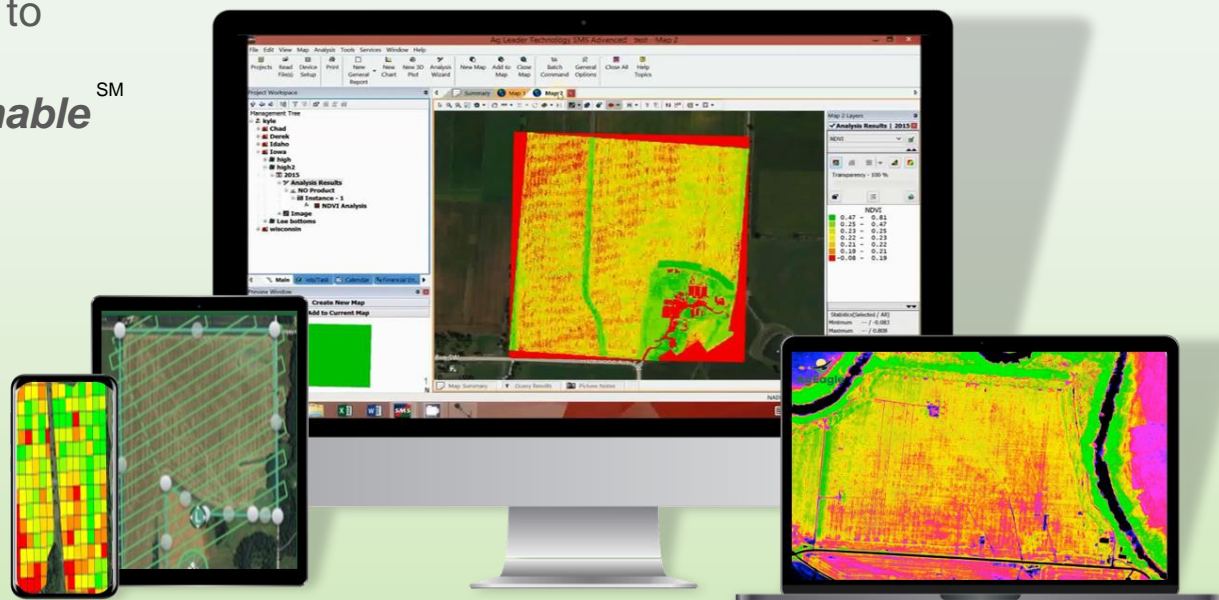 to
nable SM
Ag Leader Technology SMS Advanced
Map 2
File Edit View Map Analysis Tools Services Window Help
Projects Read File(s) Device Setup Print New General Report New Chart New 3D Plot Analysis Wizard New Map Add to Map Close Map Batch Command General Options Close All Help Topics
Project Workspace
Summary Map 1 Map 2
Management Tree
kyle
Chad
Derek
Idaho
Iowa
high
high2
2015
Analysis Results
NO Product
Instance - 1
NDVI Analysis
Image
Lee bottoms
wisconsin
Map 2 Layers
Analysis Results | 2015
NDVI
Transparency - 100 %
NDVI
0.47 - 0.81
0.25 - 0.47
0.23 - 0.25
0.22 - 0.23
0.21 - 0.22
0.19 - 0.21
-0.08 - 0.19
Main Calendar
Preview Window
Create New Map
Add to Current Map
N
Statistics(Selected / All)
Minimum -- / -0.083
Maximum -- / 0.808
Map Summary Query Results Picture Notes
SMS